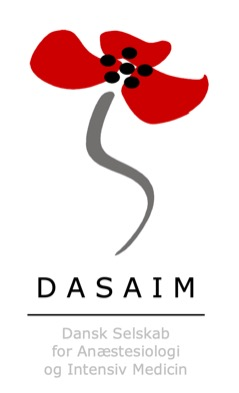 DASAIM
Dansk Selskab
for Anæstesiologi
og Intensiv Medicin